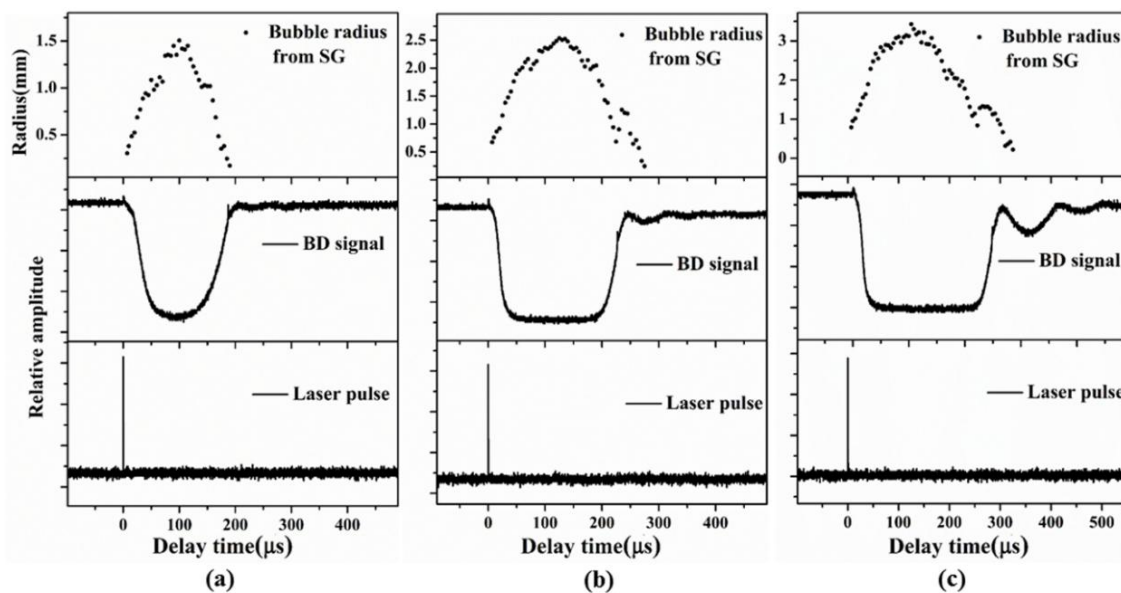 Radius(mm)
Relative amplitude
1.5
1.0
0.5
Bubble radius
from SG
BD signal
Laser pulse
0 100 200 300 400
Delay time(μs)
(a)
2.5
2.0
1.5
1.0
0.5
Bubble radius
from SG
BD signal
Laser pulse
0 100 200 300 400
Delay time(μs)
(b)
3
2
1
0
Bubble radius
from SG
BD signal
Laser pulse
0 100 200 300 400 500
Delay time(μs)
(c)